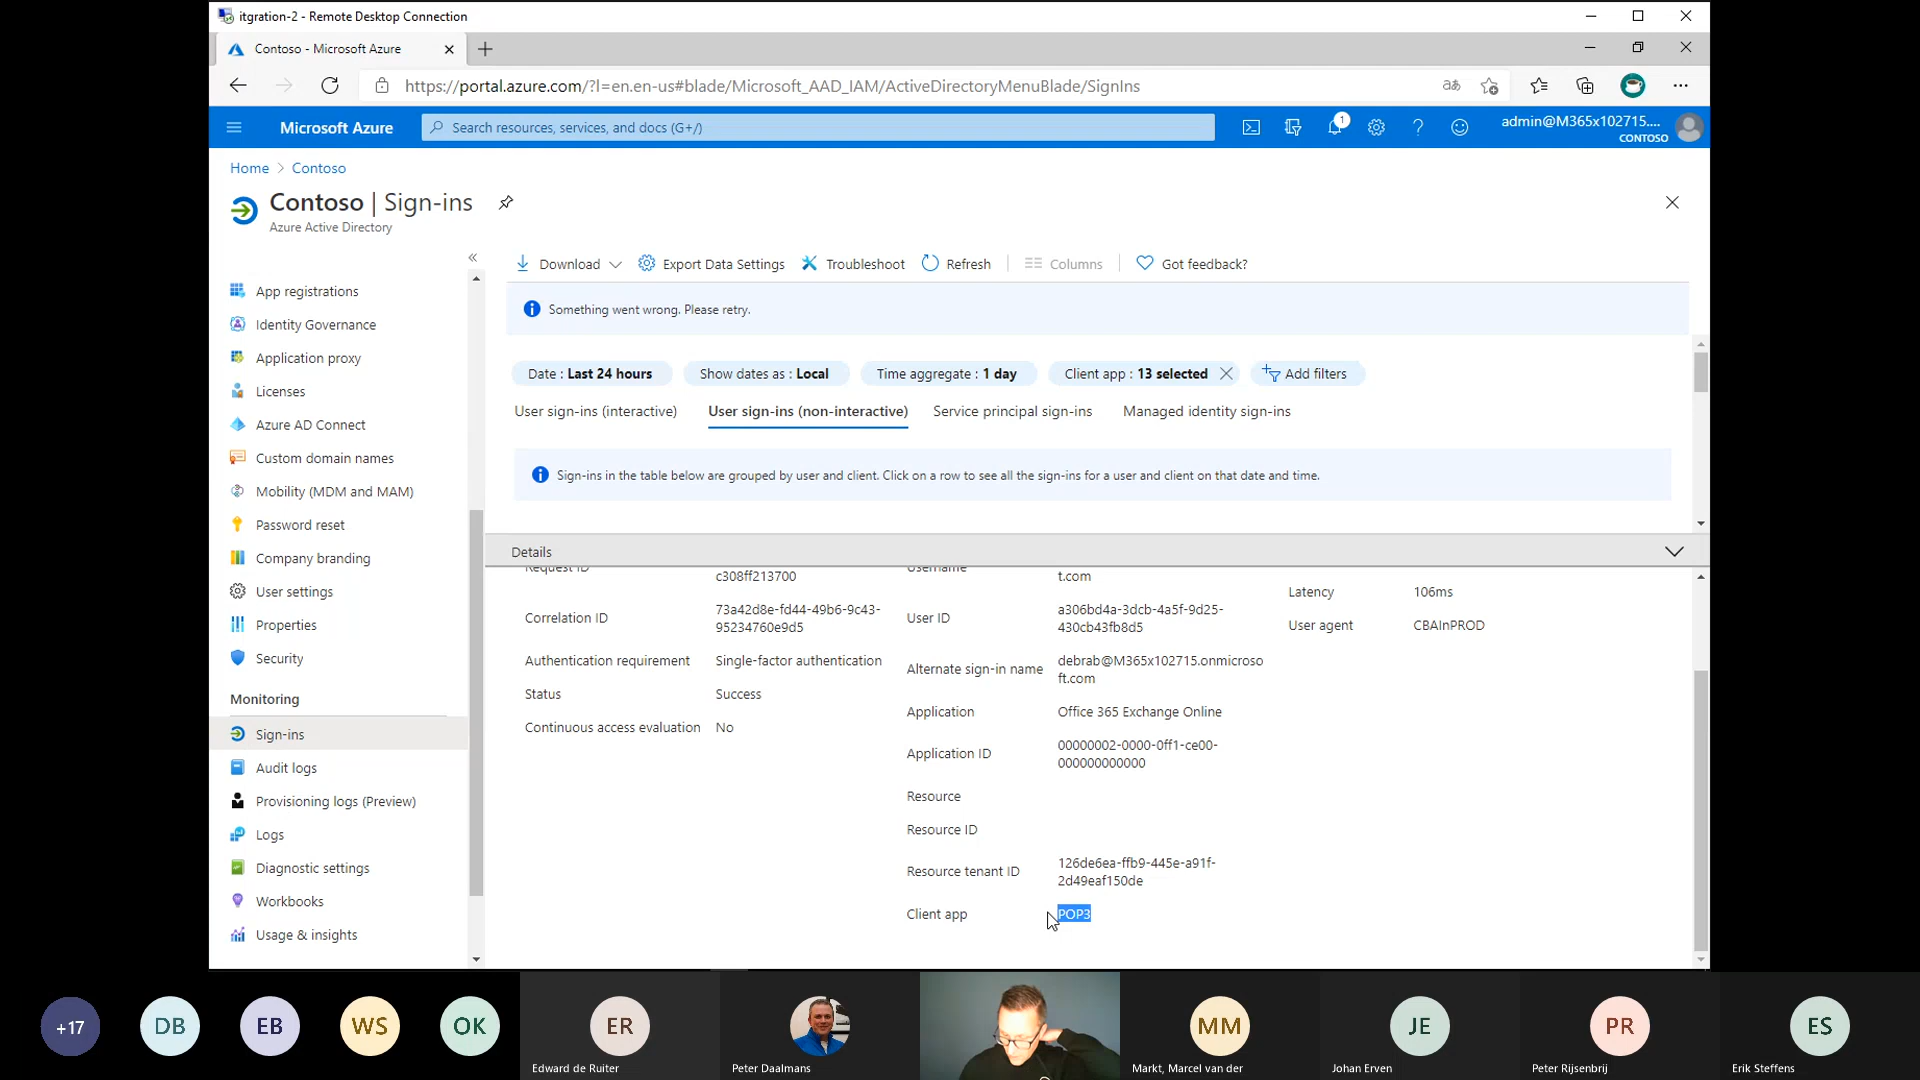 itgration-2 - Remote Desktop Connection
Contoso - Microsoft Azure
https://portal.azure.com/?l=en.en-us#blade/Microsoft_AAD_IAM/ActiveDirectoryMenuBlade/SignIns
Microsoft Azure
Search resources, services, and docs (G+/)
1
admin@M365x102715....
CONTOSO
Home > Contoso
Contoso | Sign-ins
Azure Active Directory
App registrations
Identity Governance
Application proxy
Licenses
Azure AD Connect
Custom domain names
Mobility (MDM and MAM)
Password reset
Company branding
User settings
Properties
Security
Monitoring
Sign-ins
Audit logs
Provisioning logs (Preview)
Logs
Diagnostic settings
Workbooks
Usage & insights
Download
Export Data Settings
Troubleshoot
Refresh
Columns
Got feedback?
Something went wrong. Please retry.
Date : Last 24 hours
Show dates as : Local
Time aggregate : 1 day
Client app : 13 selected
Add filters
User sign-ins (interactive)
User sign-ins (non-interactive)
Service principal sign-ins
Managed identity sign-ins
Sign-ins in the table below are grouped by user and client. Click on a row to see all the sign-ins for a user and client on that date and time.
Details
Request ID
c308ff213700
Correlation ID
73a42d8e-fd44-49b6-9c43-
95234760e9d5
Authentication requirement
Single-factor authentication
Status
Success
Continuous access evaluation
No
Username
t.com
User ID
a306bd4a-3dcb-4a5f-9d25-
430cb43fb8d5
Alternate sign-in name
debrab@M365x102715.onmicroso
ft.com
Application
Office 365 Exchange Online
Application ID
00000002-0000-0ff1-ce00-
000000000000
Resource
Resource ID
Resource tenant ID
126de6ea-ffb9-445e-a91f-
2d49eaf150de
Client app
POP3
Latency
106ms
User agent
CBAInPROD
+17
DB
EB
WS
OK
ER
Edward de Ruiter
Peter Daalmans
MM
Markt, Marcel van der
JE
Johan Erven
PR
Peter Rijsenbrij
ES
Erik Steffens